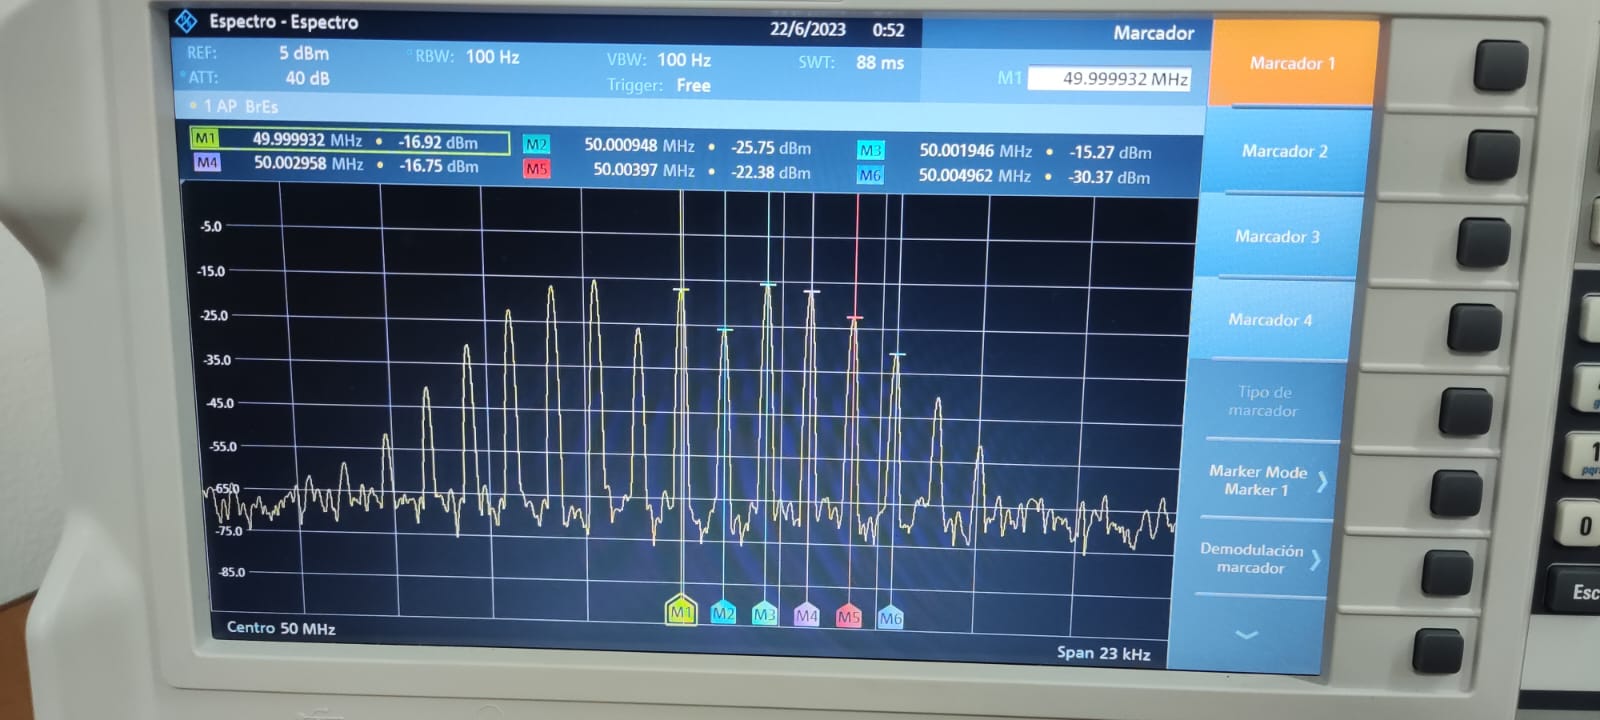 Espectro - Espectro 22/6/2023 0:52 Marcador
REF: 5 dBm RBW: 100 Hz VBW: 100 Hz SWT: 88 ms
ATT: 40 dB Trigger: Free M1 49.999932 MHz
1 AP BrEs
M1 49.999932 MHz • -16.92 dBm M2 50.000948 MHz • -25.75 dBm M3 50.001946 MHz • -15.27 dBm
M4 50.002958 MHz • -16.75 dBm M5 50.00397 MHz • -22.38 dBm M6 50.004962 MHz • -30.37 dBm
-5.0
-15.0
-25.0
-35.0
-45.0
-55.0
-65.0
-75.0
-85.0
M1 M2 M3 M4 M5 M6
Centro 50 MHz Span 23 kHz
Marcador 1
Marcador 2
Marcador 3
Marcador 4
Tipo de
marcador
Marker Mode
Marker 1
Demodulación
marcador
1
pqrs
0
Esc